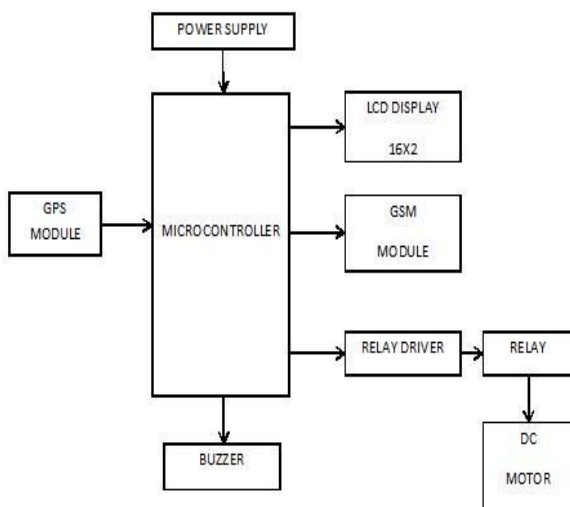 POWER SUPPLY
LCD DISPLAY
16X2
GPS
MODULE
MICROCONTROLLER
GSM
MODULE
RELAY DRIVER
RELAY
BUZZER
DC
MOTOR